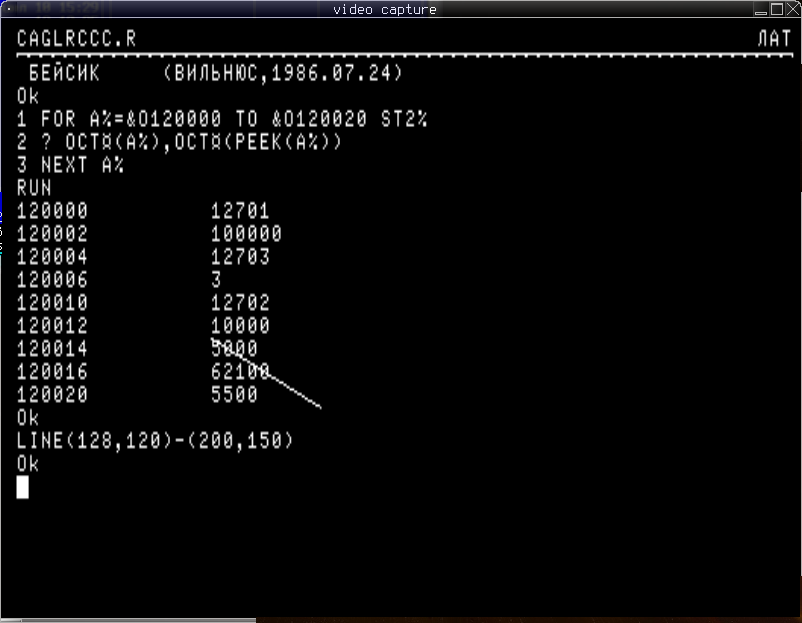 video capture
CAGLRCCC.R ЛАТ
БЕЙСИК (ВИЛЬНЮС,1986.07.24)
Ok
1 FOR A%=&O120000 TO &O120020 ST2%
2 ? OCT¤(A%),OCT¤(PEEK(A%))
3 NEXT A%
RUN
120000 12701
120002 100000
120004 12703
120006 3
120010 12702
120012 10000
120014 5000
120016 62100
120020 5500
Ok
LINE(128,120)-(200,150)
Ok